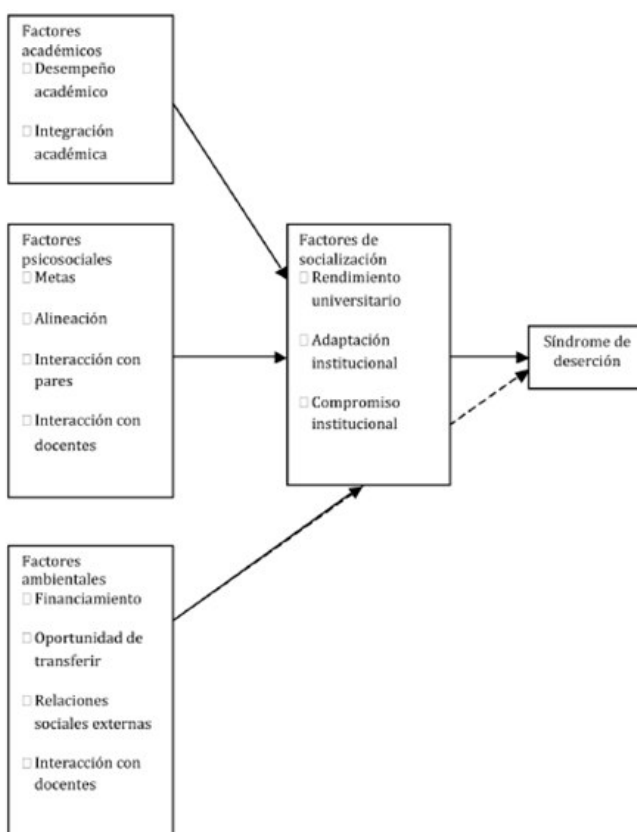 Factores
académicos
Desempeño
académico
Integración
académica
Factores
psicosociales
Metas
Alineación
Interacción con
pares
Interacción con
docentes
Factores
ambientales
Financiamiento
Oportunidad de
transferir
Relaciones
sociales externas
Interacción con
docentes
Factores de
socialización
Rendimiento
universitario
Adaptación
institucional
Compromiso
institucional
Síndrome de
deserción